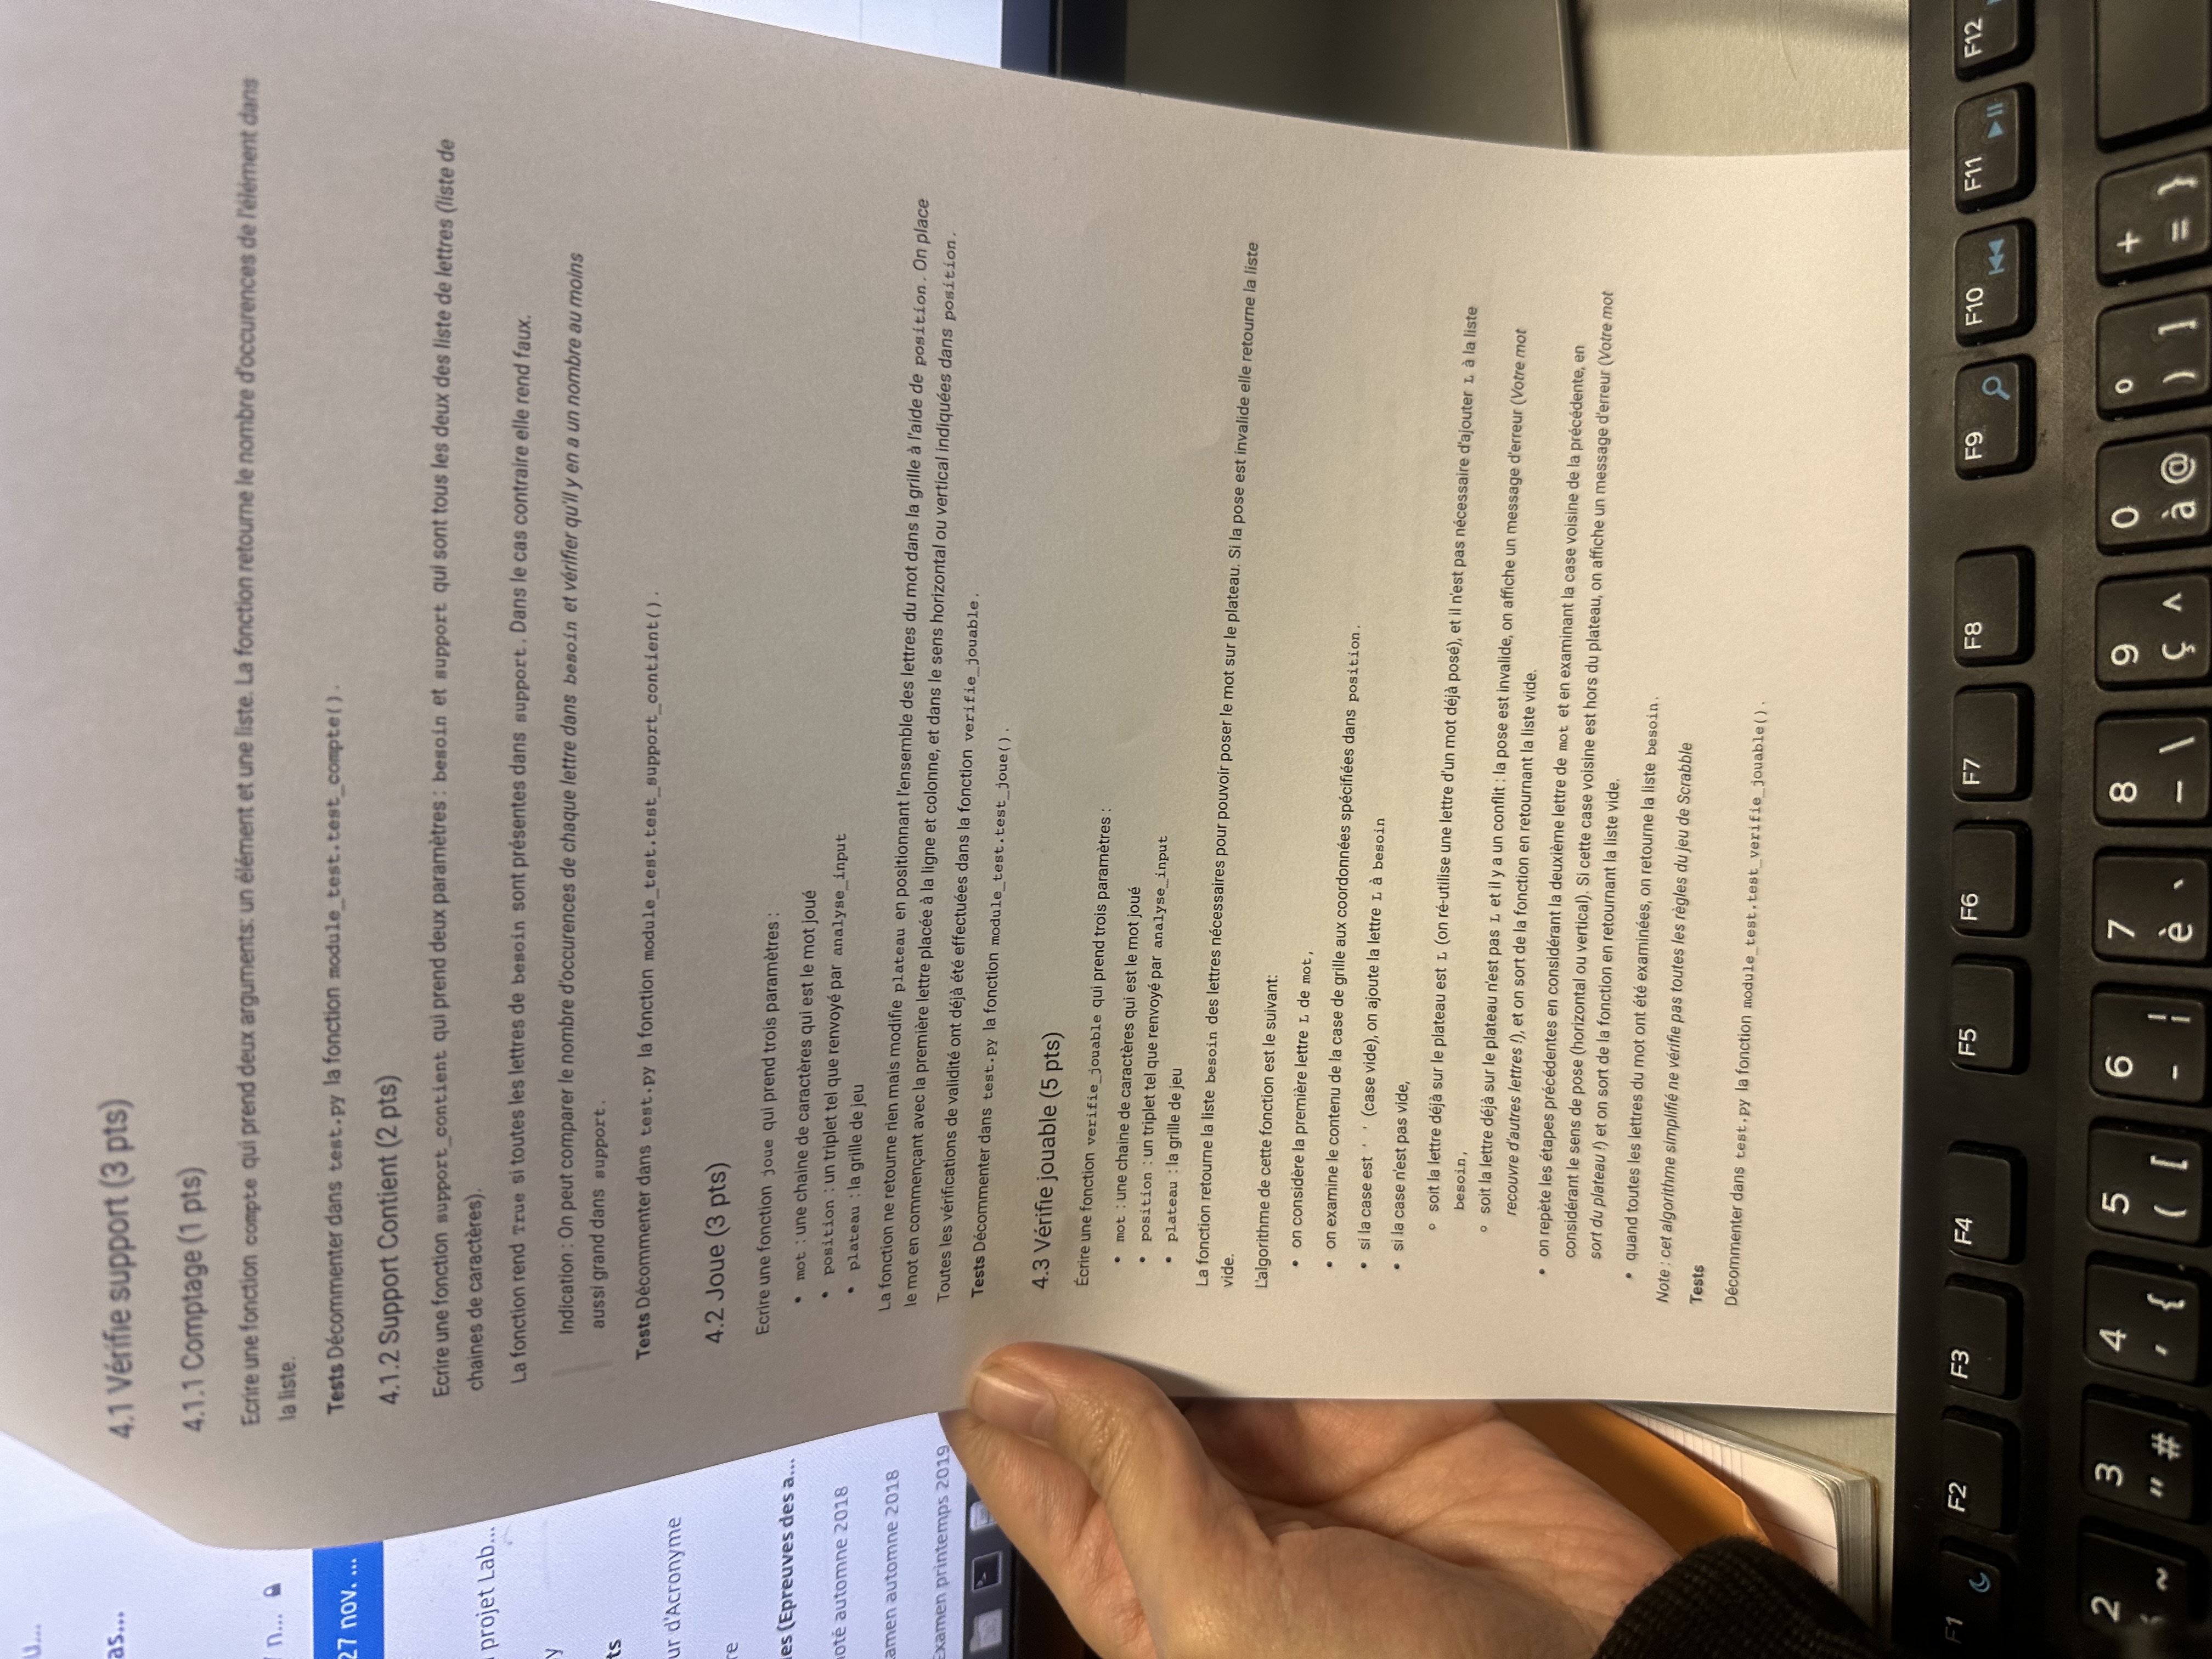 u...
as...
n...
27 nov. ...
projet Lab...
y
ts
ur d'Acronyme
re
es (Epreuves des a...
oté automne 2018
amen automne 2018
Examen printemps 2019
4.1 Vérifie support (3 pts)
4.1.1 Comptage (1 pts)
Ecrire une fonction compte qui prend deux arguments: un élément et une liste. La fonction retourne le nombre d'occurences de l'élément dans
la liste.
Tests Décommenter dans test.py la fonction module_test.test_compte().
4.1.2 Support Contient (2 pts)
Ecrire une fonction support_contient qui prend deux paramètres : besoin et support qui sont tous les deux des liste de lettres (liste de
chaines de caractères).
La fonction rend True si toutes les lettres de besoin sont présentes dans support. Dans le cas contraire elle rend faux.
Indication : On peut comparer le nombre d'occurences de chaque lettre dans besoin et vérifier qu'il y en a un nombre au moins
aussi grand dans support.
Tests Décommenter dans test.py la fonction module_test.test_support_contient().
4.2 Joue (3 pts)
Ecrire une fonction joue qui prend trois paramètres :
• mot : une chaine de caractères qui est le mot joué
• position : un triplet tel que renvoyé par analyse_input
• plateau : la grille de jeu
La fonction ne retourne rien mais modifie plateau en positionnant l'ensemble des lettres du mot dans la grille à l'aide de position. On place
le mot en commençant avec la première lettre placée à la ligne et colonne, et dans le sens horizontal ou vertical indiquées dans position.
Toutes les vérifications de validité ont déjà été effectuées dans la fonction verifie_jouable.
Tests Décommenter dans test.py la fonction module_test.test_joue().
4.3 Vérifie jouable (5 pts)
Écrire une fonction verifie_jouable qui prend trois paramètres :
• mot : une chaine de caractères qui est le mot joué
• position : un triplet tel que renvoyé par analyse_input
• plateau : la grille de jeu
La fonction retourne la liste besoin des lettres nécessaires pour pouvoir poser le mot sur le plateau. Si la pose est invalide elle retourne la liste
vide.
L'algorithme de cette fonction est le suivant:
• on considère la première lettre L de mot,
• on examine le contenu de la case de grille aux coordonnées spécifiées dans position.
• si la case est ' ' (case vide), on ajoute la lettre L à besoin
• si la case n'est pas vide,
◦ soit la lettre déjà sur le plateau est L (on ré-utilise une lettre d'un mot déjà posé), et il n'est pas nécessaire d'ajouter L à la liste
besoin,
◦ soit la lettre déjà sur le plateau n'est pas L et il y a un conflit : la pose est invalide, on affiche un message d'erreur (Votre mot
recouvre d'autres lettres !), et on sort de la fonction en retournant la liste vide.
• on repète les étapes précédentes en considérant la deuxième lettre de mot et en examinant la case voisine de la précédente, en
considérant le sens de pose (horizontal ou vertical). Si cette case voisine est hors du plateau, on affiche un message d'erreur (Votre mot
sort du plateau !) et on sort de la fonction en retournant la liste vide.
• quand toutes les lettres du mot ont été examinées, on retourne la liste besoin.
Note : cet algorithme simplifié ne vérifie pas toutes les règles du jeu de Scrabble
Tests
Décommenter dans test.py la fonction module_test.test_verifie_jouable().
F1 F2 F3 F4 F5 F6 F7 F8 F9 F10 F11 F12
2 3 4 5 6 7 8 9 0 ° +
~ " # ' { ( [ - ¦ è ` _ \ ç ^ à @ ) ] = }